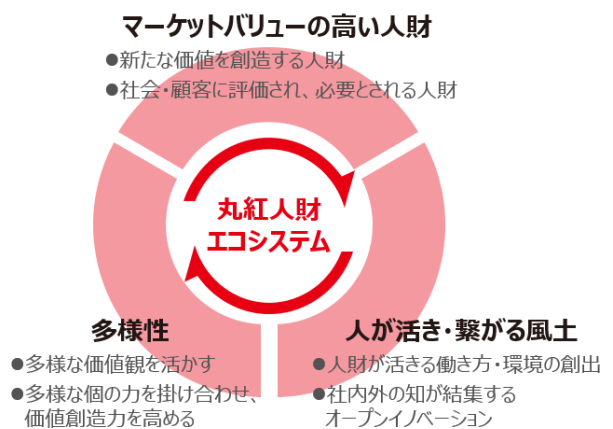 マーケットバリューの高い人財
●新たな価値を創造する人財
●社会・顧客に評価され、必要とされる人財
丸紅人財
エコシステム
多様性
●多様な価値観を活かす
●多様な個の力を掛け合わせ、
価値創造力を高める
人が活き・繋がる風土
●人財が活きる働き方・環境の創出
●社内外の知が結集する
オープンイノベーション